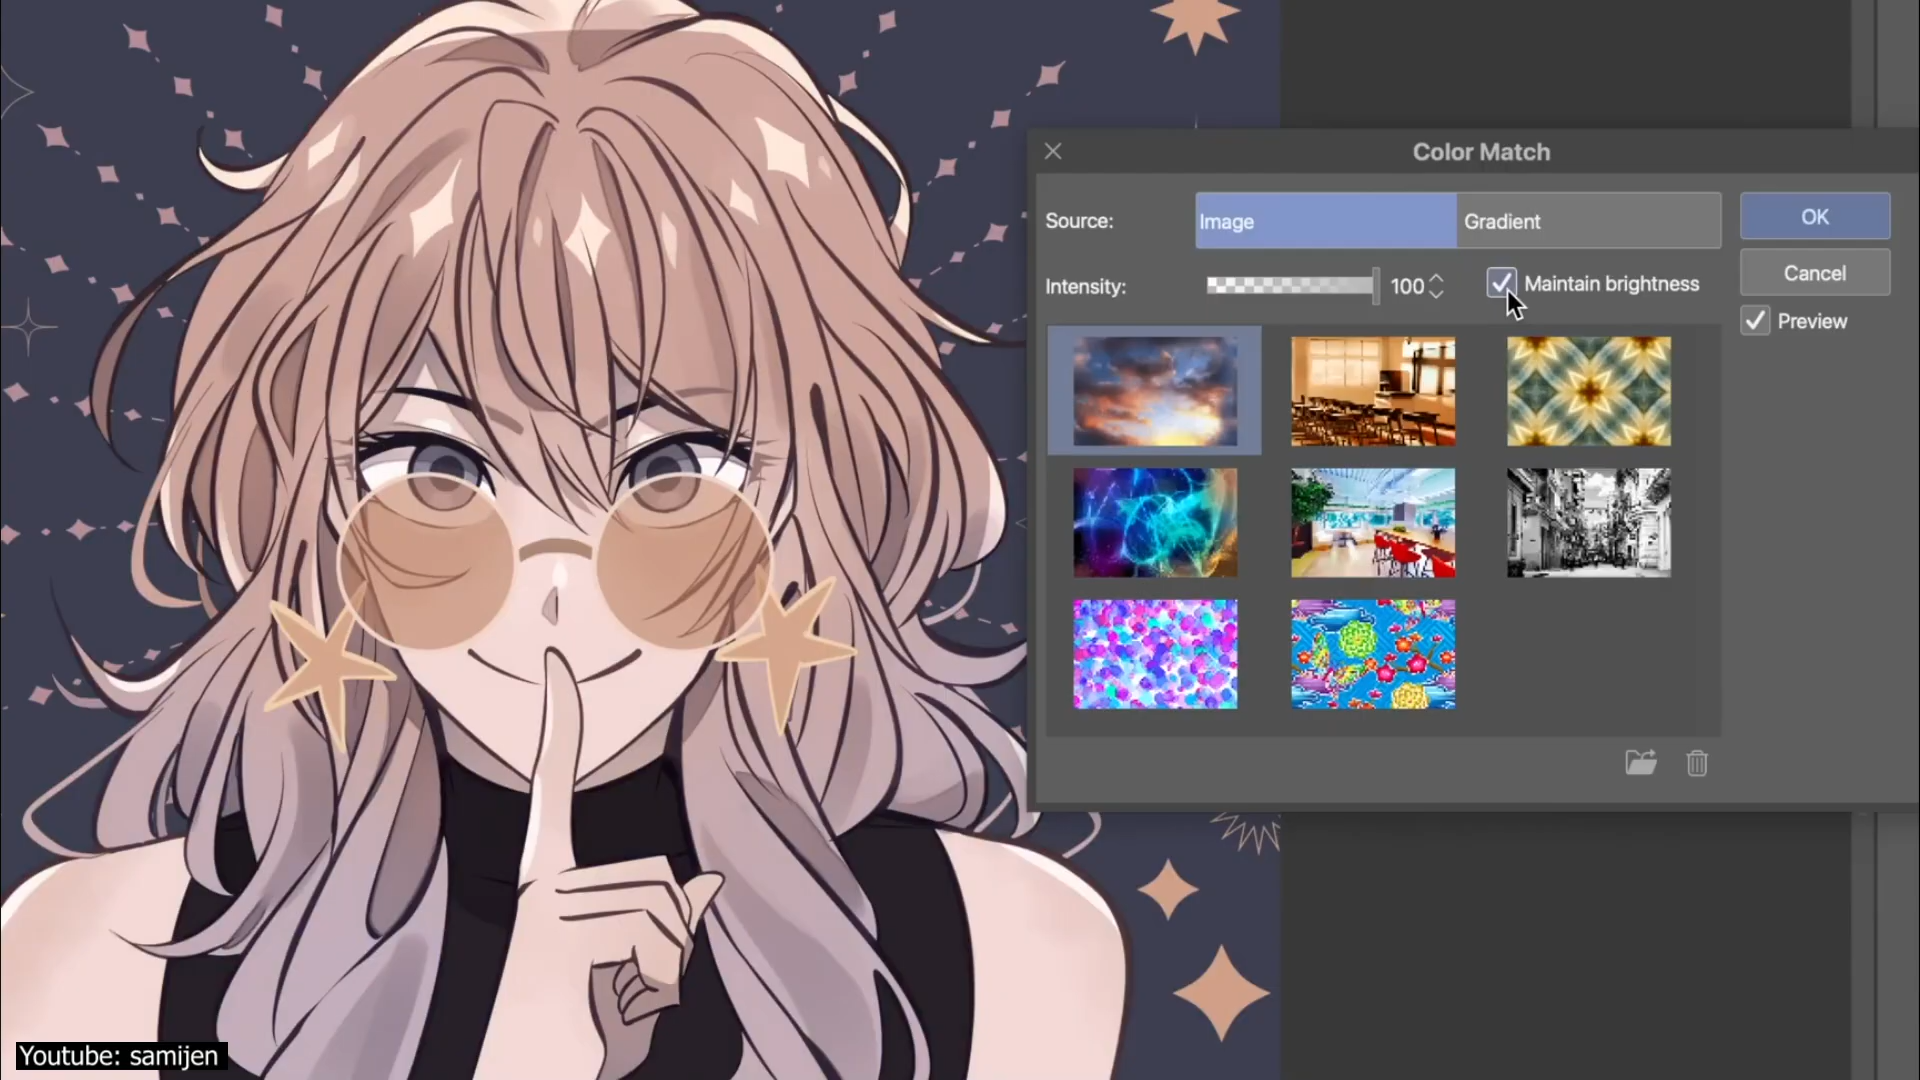 Color Match
Source:
Image
Gradient
OK
Intensity:
100
Maintain brightness
Cancel
Preview
Youtube: samijen